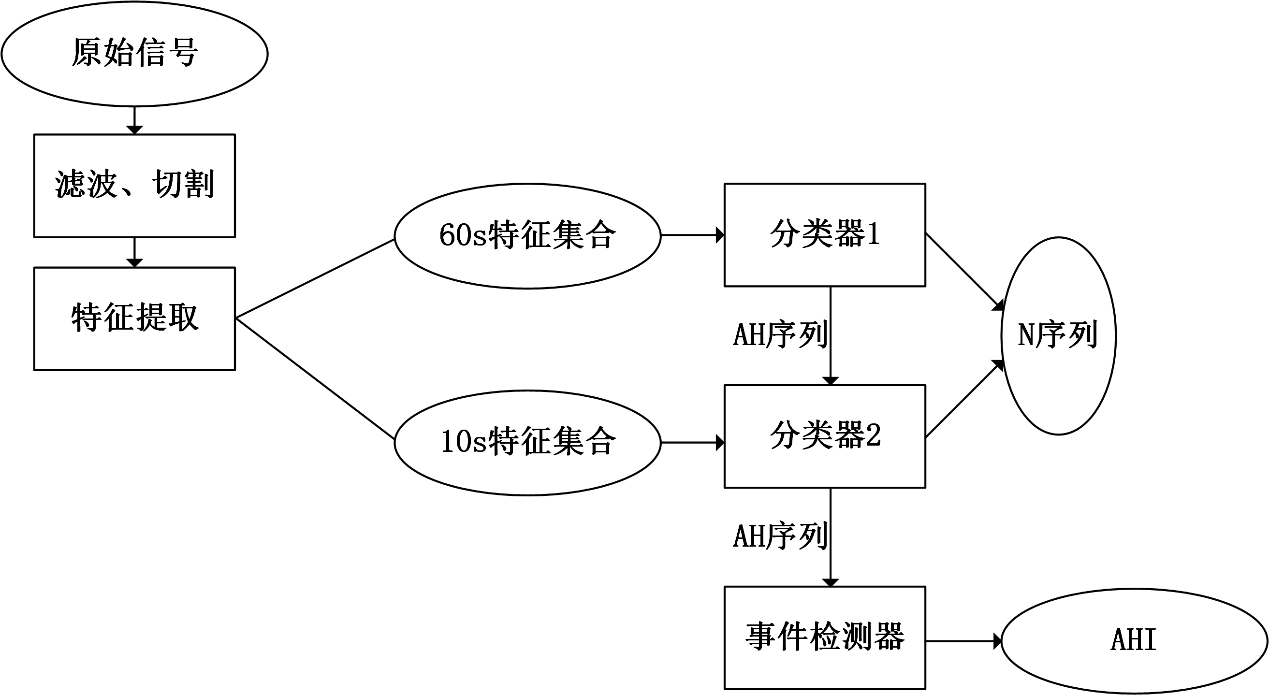 原始信号
滤波、切割
特征提取
60s特征集合
分类器1
AH序列
N序列
10s特征集合
分类器2
AH序列
事件检测器
AHI